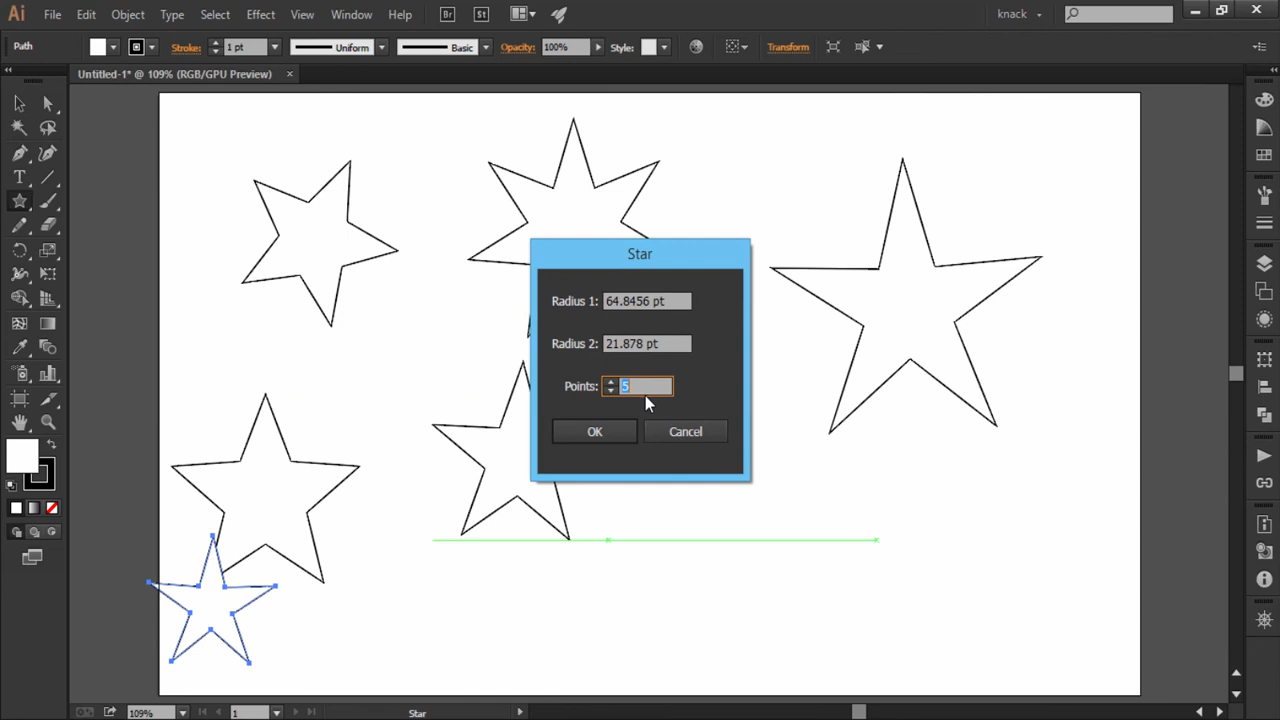 Ai File Edit Object Type Select Effect View Window Help Br St knack
Path Stroke: 1 pt Uniform Basic Opacity: 100% Style: Transform
Untitled-1* @ 109% (RGB/GPU Preview) ×
Star
Radius 1: 64.8456 pt
Radius 2: 21.878 pt
Points: 5
OK Cancel
109% 1 Star